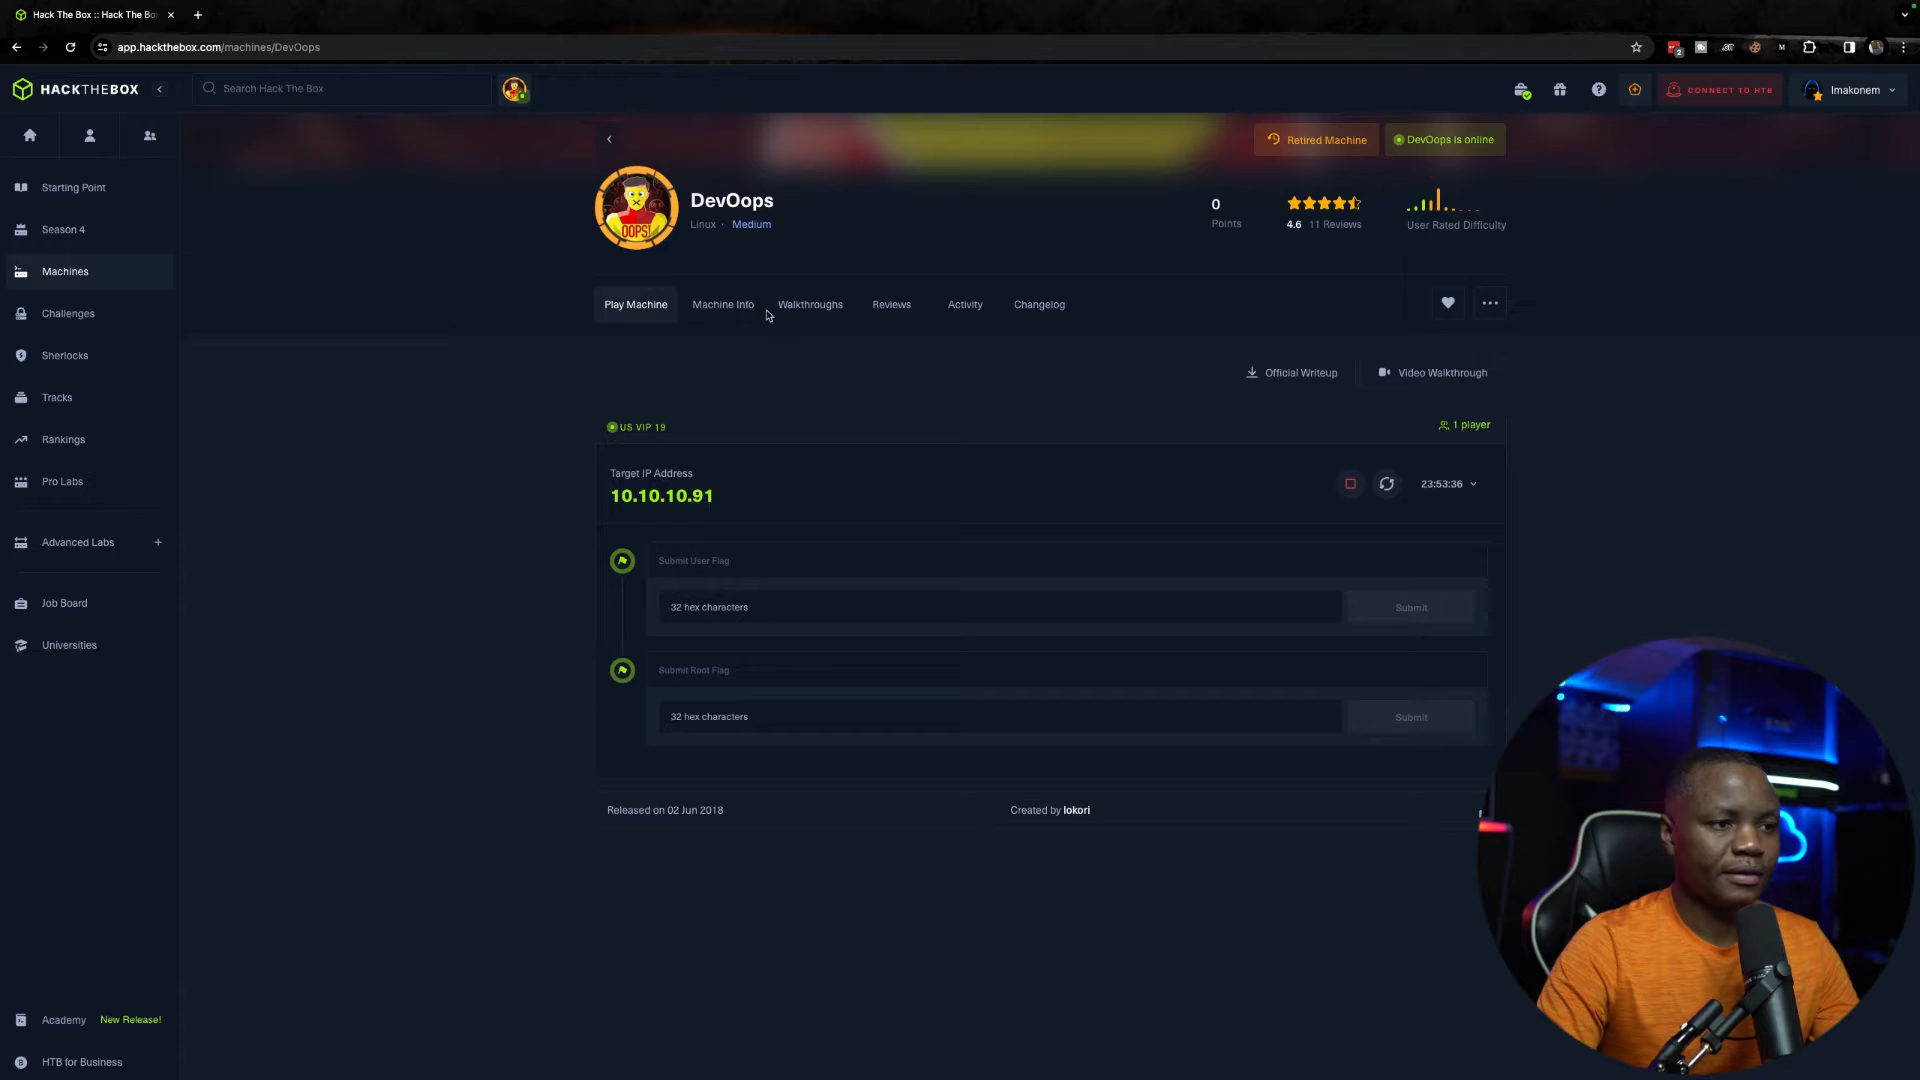 Hack The Box :: Hack The Bo
app.hackthebox.com/machines/DevOops
2
M
HACKTHEBOX
Search Hack The Box
CONNECT TO HTB
lmakonem
Starting Point
Season 4
Machines
Challenges
Sherlocks
Tracks
Rankings
Pro Labs
Advanced Labs
Job Board
Universities
Academy New Release!
HTB for Business
Retired Machine
DevOops is online
OOPS!
DevOops
Linux · Medium
0
Points
4.6 11 Reviews
User Rated Difficulty
Play Machine
Machine Info
Walkthroughs
Reviews
Activity
Changelog
Official Writeup
Video Walkthrough
US VIP 19
1 player
Target IP Address
10.10.10.91
23:53:36
Submit User Flag
32 hex characters
Submit
Submit Root Flag
32 hex characters
Submit
Released on 02 Jun 2018
Created by lokori